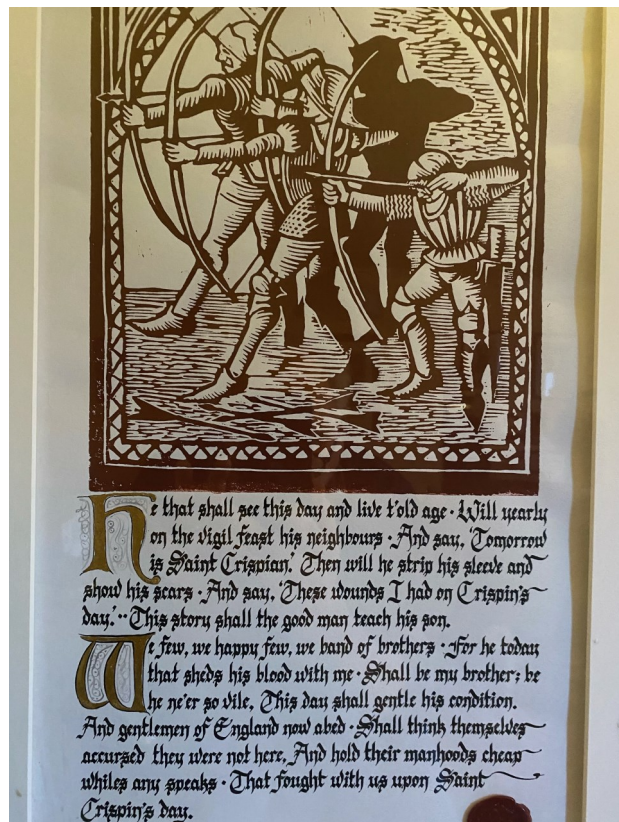 He that shall see this day and live t'old age · Will yearly
on the vigil feast his neighbours · And say, 'Tomorrow
is Saint Crispian.' Then will he strip his sleeve and
show his scars · And say, 'These wounds I had on Crispin's
day.' · · This story shall the good man teach his son.
We few, we happy few, we band of brothers · For he today
that sheds his blood with me · Shall be my brother; be
he ne'er so vile, This day shall gentle his condition.
And gentlemen of England now abed · Shall think themselves
accursed they were not here, And hold their manhoods cheap
whiles any speaks · That fought with us upon Saint
Crispin's day.